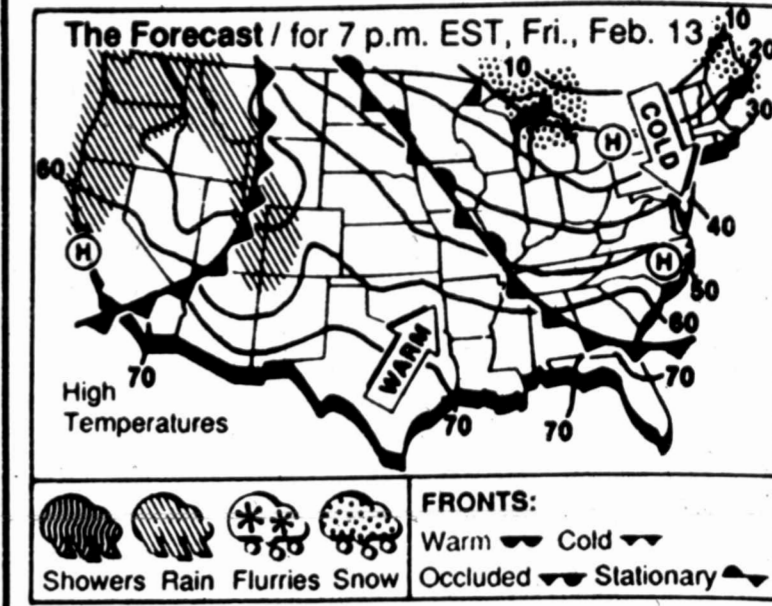 The Forecast / for 7 p.m. EST, Fri., Feb. 13
10
20
10
30
COLD
H
60
40
H
H
50
60
WARM
70
70
70
70
High
Temperatures
FRONTS:
Warm Cold
Showers Rain Flurries Snow
Occluded Stationary